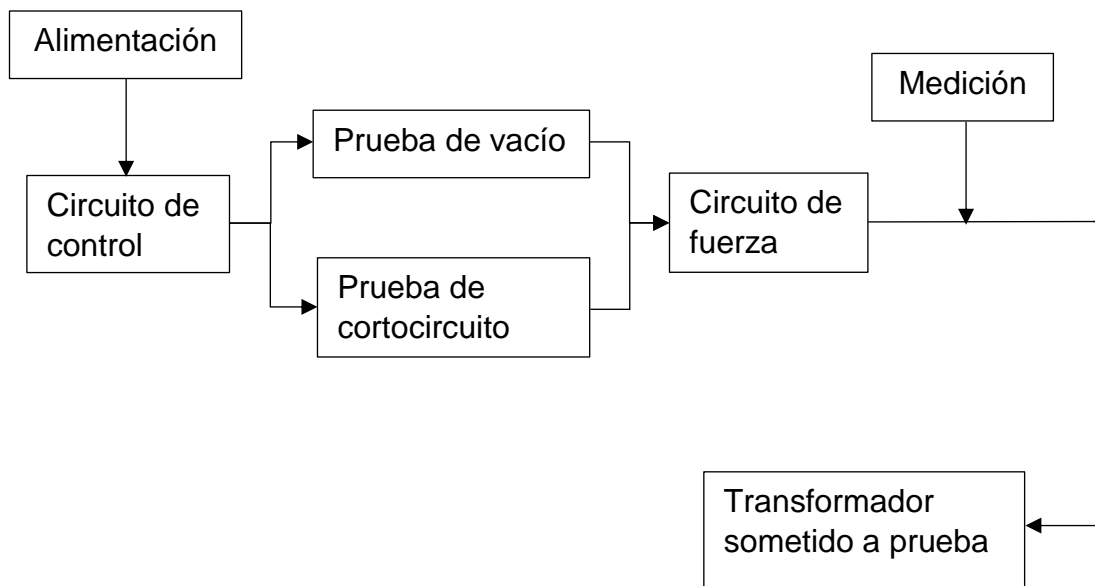 Alimentación
Medición
Prueba de vacío
Circuito de
control
Circuito de
fuerza
Prueba de
cortocircuito
Transformador
sometido a prueba